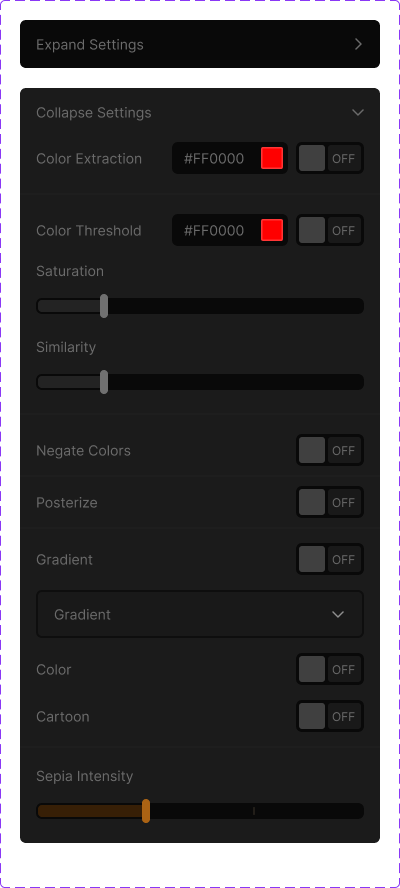 Expand Settings
Collapse Settings
Color Extraction #FF0000 OFF
Color Threshold #FF0000 OFF
Saturation
Similarity
Negate Colors OFF
Posterize OFF
Gradient OFF
Gradient
Color OFF
Cartoon OFF
Sepia Intensity